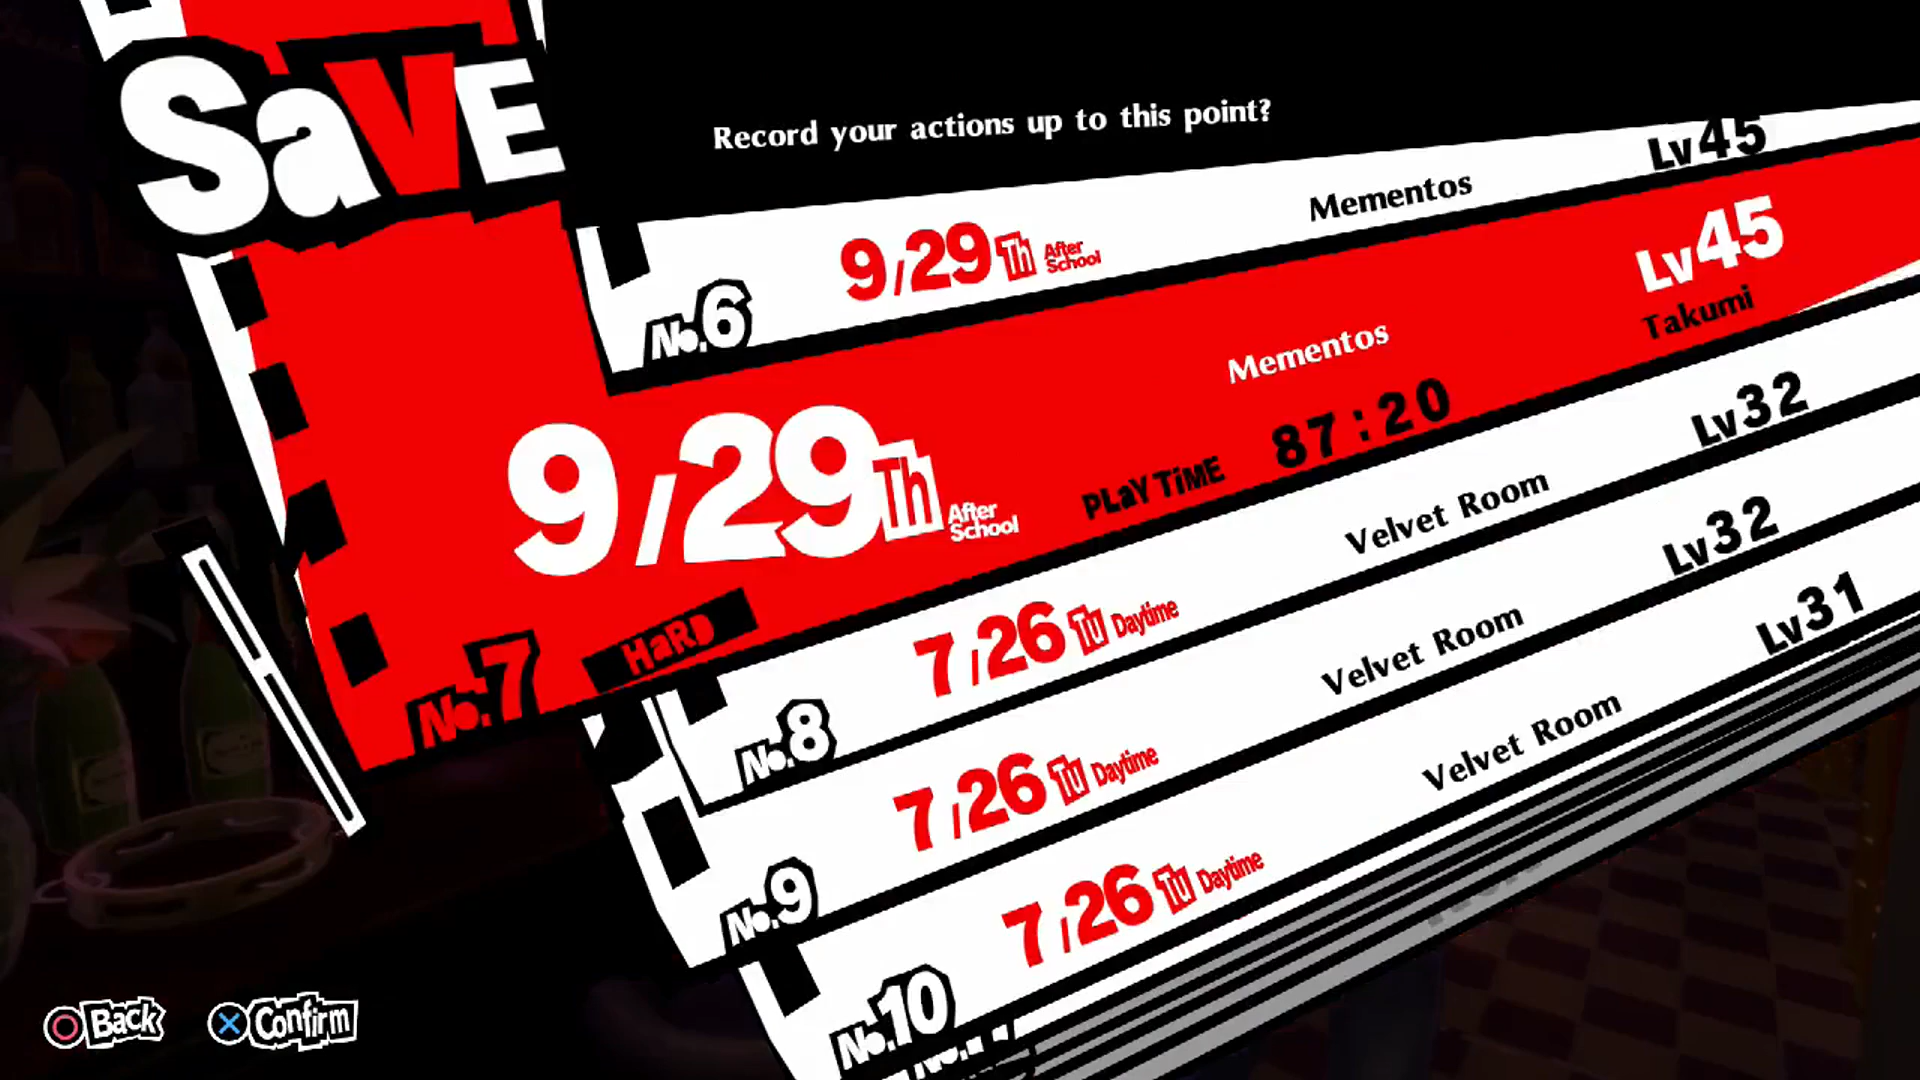 SaVE
Record your actions up to this point?
No.6 9/29 Th After School Mementos Lv45
No.7 HaRD 9/29 Th After School Mementos Lv45
PLaY TiME 87:20 Takumi
No.8 7/26 Tu Daytime Velvet Room Lv32
No.9 7/26 Tu Daytime Velvet Room Lv32
No.10 7/26 Tu Daytime Velvet Room Lv31
Back Confirm